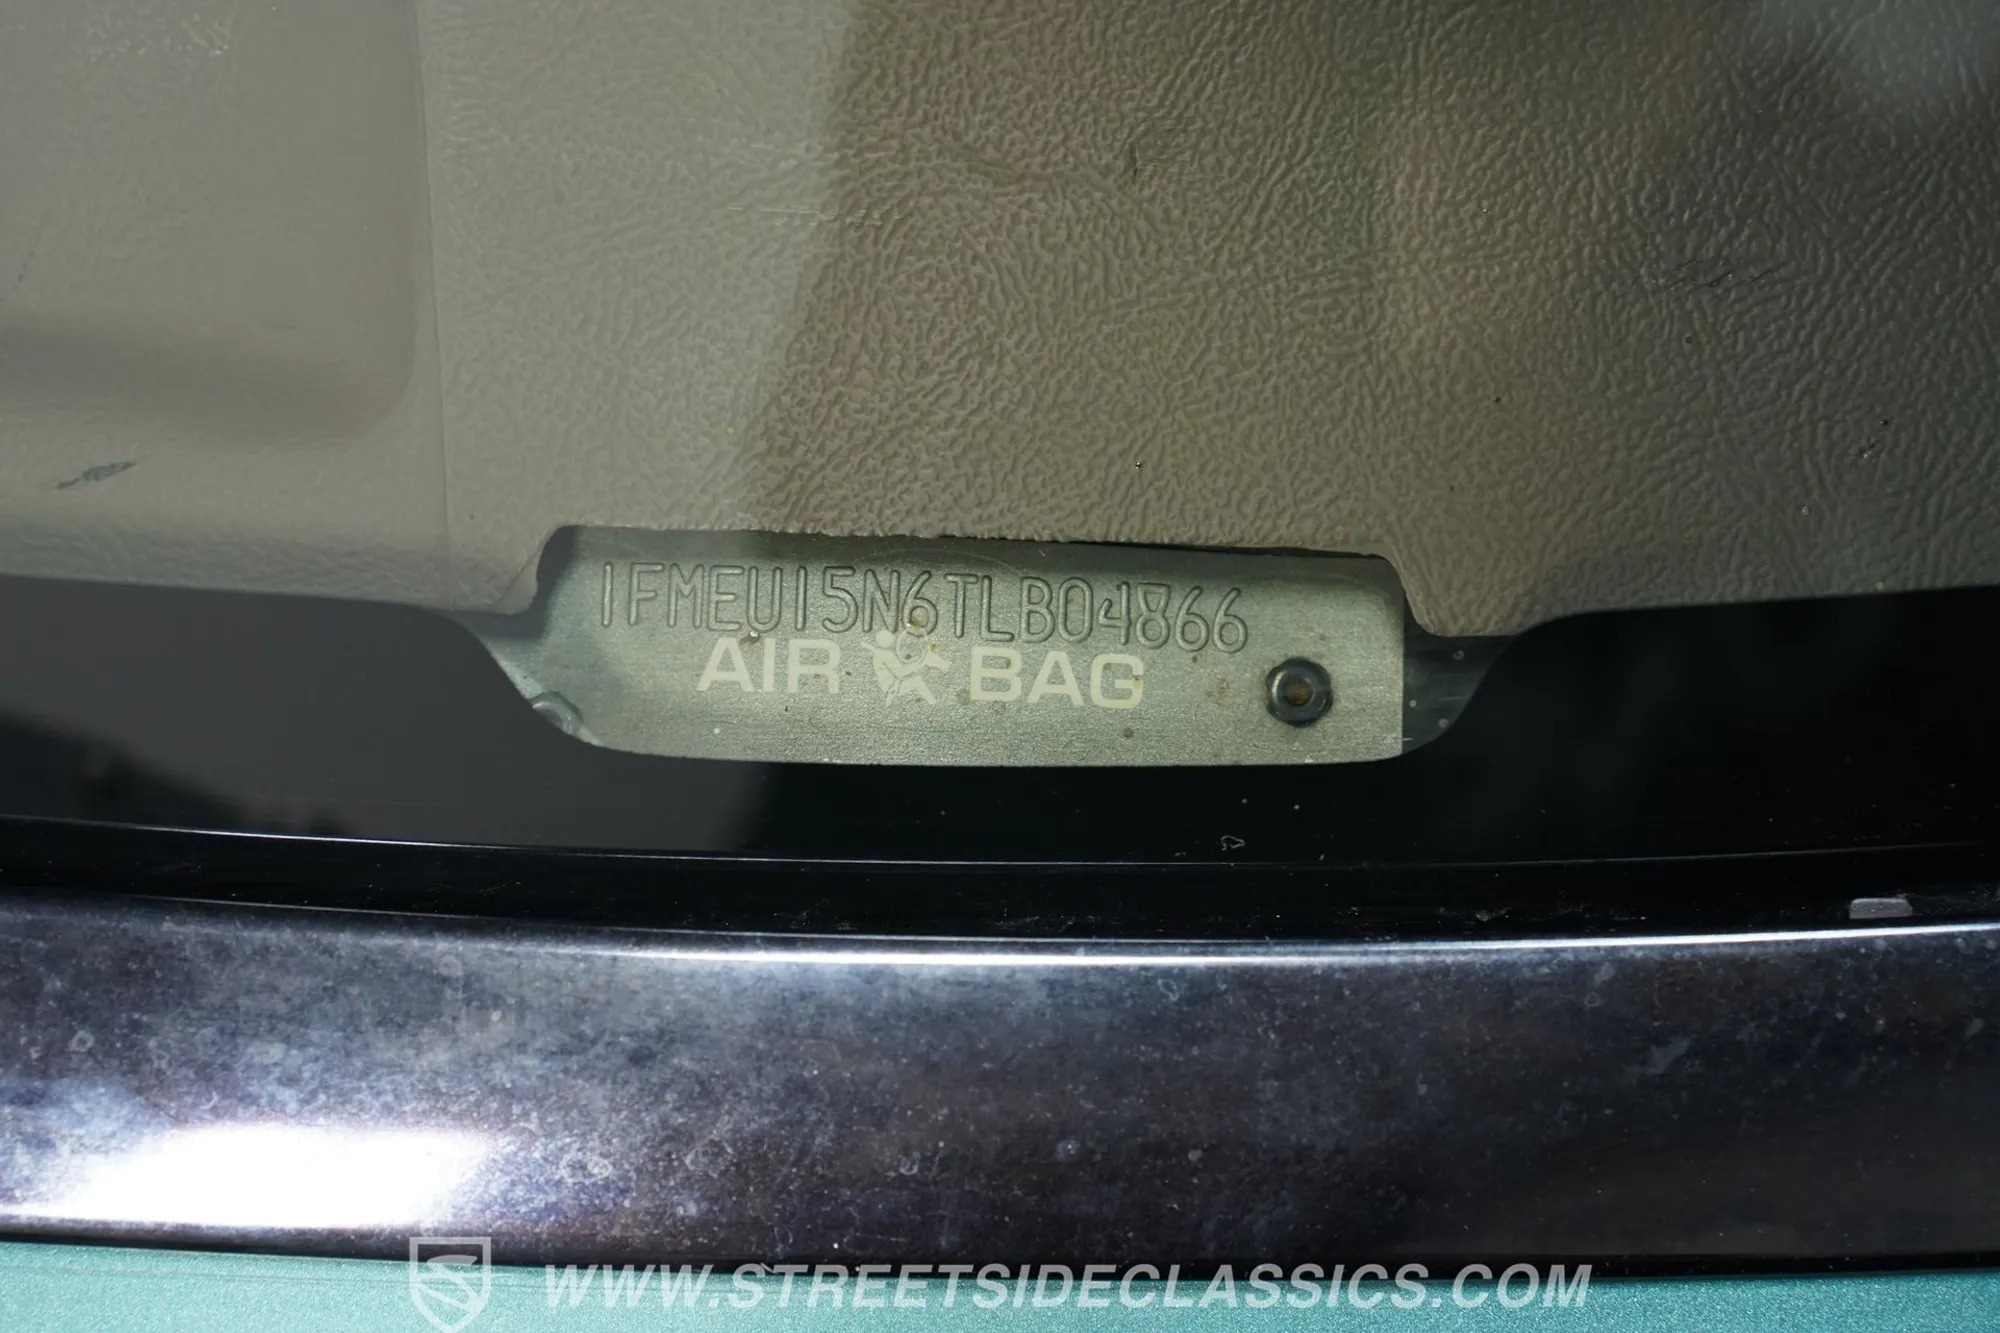 1FMEU15N6TLB04866
AIR BAG
WWW.STREETSIDECLASSICS.COM